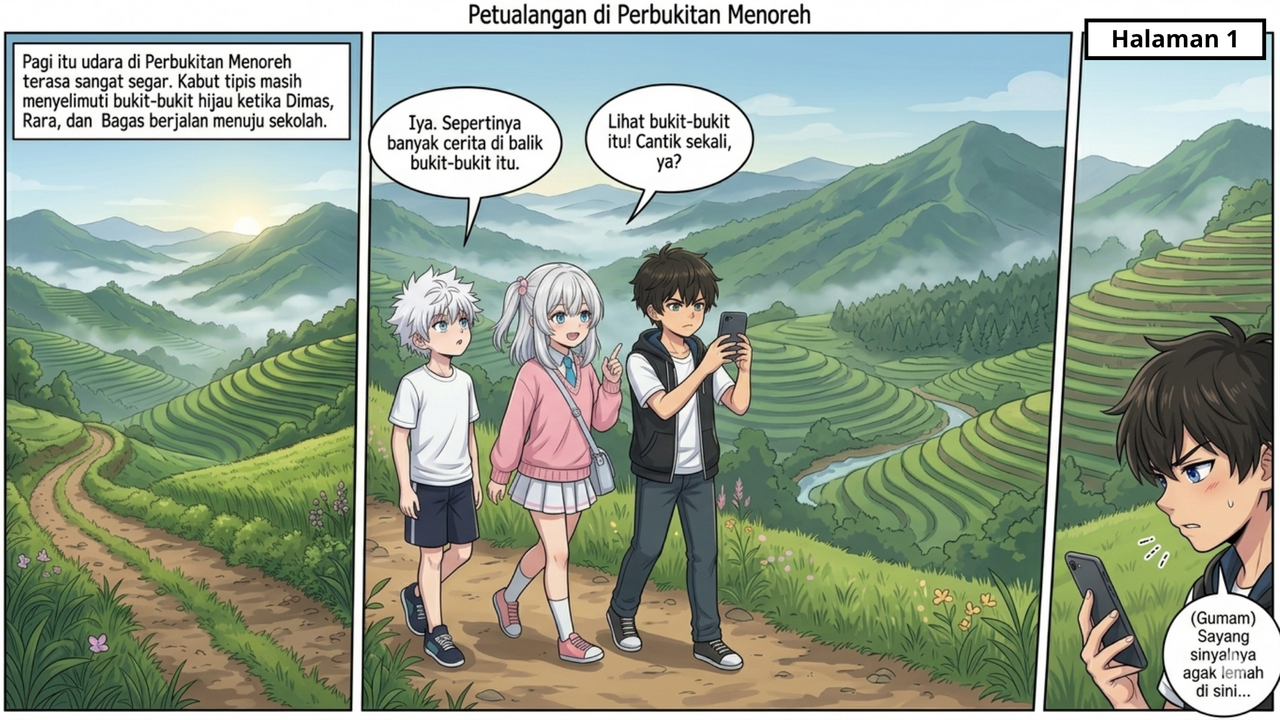 Petualangan di Perbukitan Menoreh
Halaman 1
Pagi itu udara di Perbukitan Menoreh
terasa sangat segar. Kabut tipis masih
menyelimuti bukit-bukit hijau ketika Dimas,
Rara, dan Bagas berjalan menuju sekolah.
Iya. Sepertinya
banyak cerita di balik
bukit-bukit itu.
Lihat bukit-bukit
itu! Cantik sekali,
ya?
(Gumam)
Sayang
sinyalnya
agak lemah
di sini...